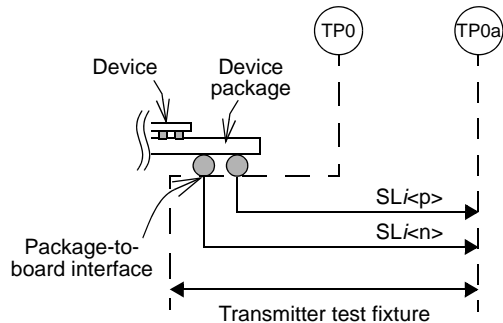 TP0
TP0a
Device
Device
package
SLi<p>
SLi<n>
Package-to-
board interface
Transmitter test fixture